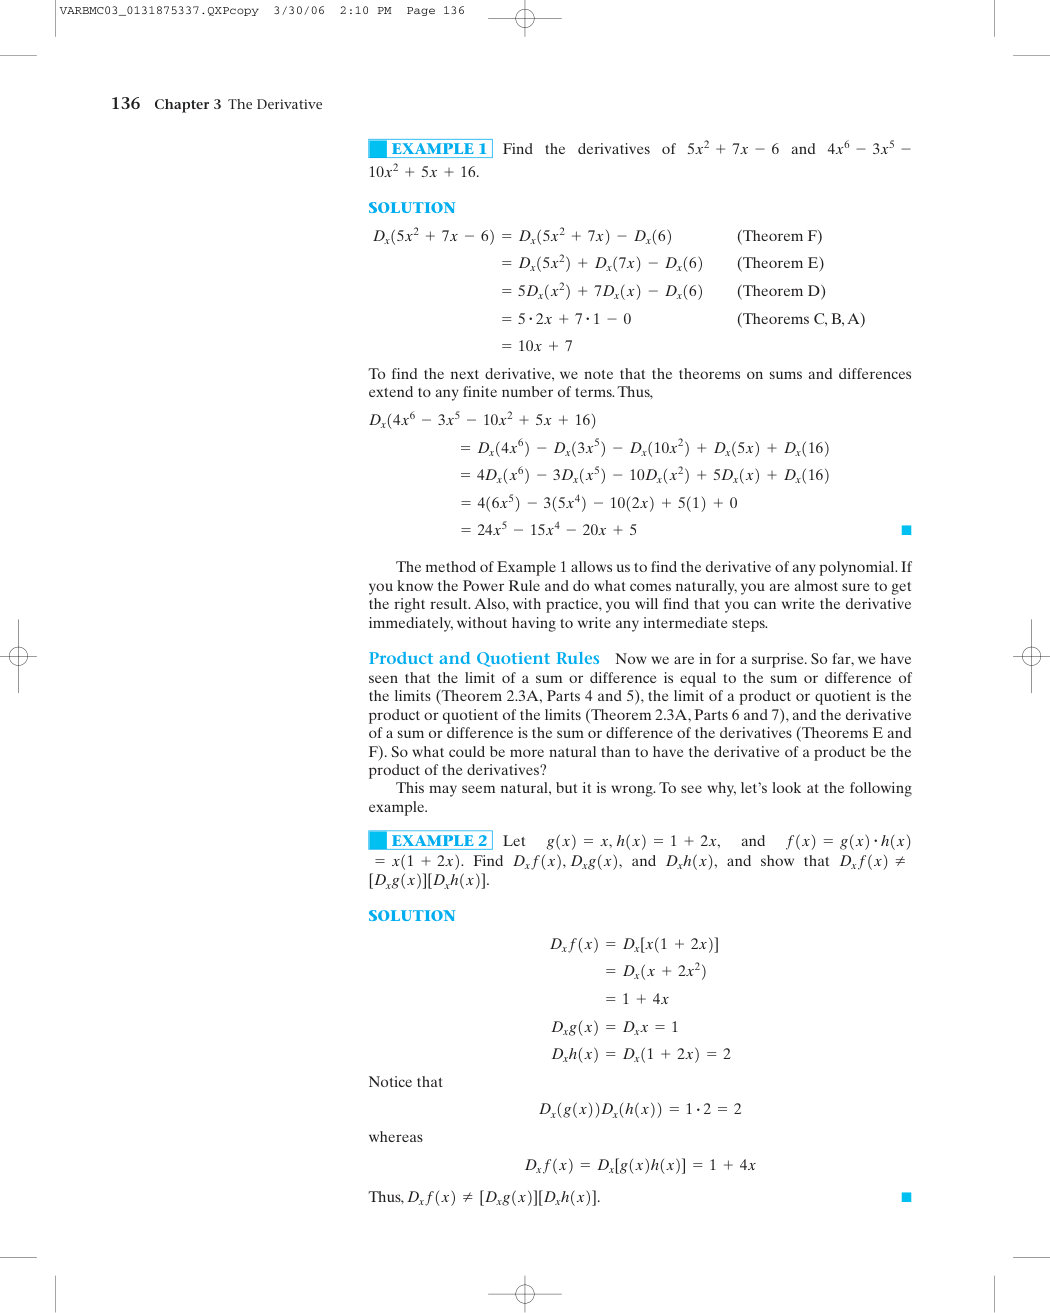 VARBMC03_0131875337.QXPcopy 3/30/06 2:10 PM Page 136
136 Chapter 3 The Derivative
EXAMPLE 1 Find the derivatives of 5x² + 7x − 6 and 4x⁶ − 3x⁵ −
10x² + 5x + 16.
SOLUTION
Dₓ(5x² + 7x − 6) = Dₓ(5x² + 7x) − Dₓ(6) (Theorem F)
= Dₓ(5x²) + Dₓ(7x) − Dₓ(6) (Theorem E)
= 5Dₓ(x²) + 7Dₓ(x) − Dₓ(6) (Theorem D)
= 5 · 2x + 7 · 1 − 0 (Theorems C, B, A)
= 10x + 7
To find the next derivative, we note that the theorems on sums and differences
extend to any finite number of terms. Thus,
Dₓ(4x⁶ − 3x⁵ − 10x² + 5x + 16)
= Dₓ(4x⁶) − Dₓ(3x⁵) − Dₓ(10x²) + Dₓ(5x) + Dₓ(16)
= 4Dₓ(x⁶) − 3Dₓ(x⁵) − 10Dₓ(x²) + 5Dₓ(x) + Dₓ(16)
= 4(6x⁵) − 3(5x⁴) − 10(2x) + 5(1) + 0
= 24x⁵ − 15x⁴ − 20x + 5
The method of Example 1 allows us to find the derivative of any polynomial. If
you know the Power Rule and do what comes naturally, you are almost sure to get
the right result. Also, with practice, you will find that you can write the derivative
immediately, without having to write any intermediate steps.
Product and Quotient Rules Now we are in for a surprise. So far, we have
seen that the limit of a sum or difference is equal to the sum or difference of
the limits (Theorem 2.3A, Parts 4 and 5), the limit of a product or quotient is the
product or quotient of the limits (Theorem 2.3A, Parts 6 and 7), and the derivative
of a sum or difference is the sum or difference of the derivatives (Theorems E and
F). So what could be more natural than to have the derivative of a product be the
product of the derivatives?
This may seem natural, but it is wrong. To see why, let's look at the following
example.
EXAMPLE 2 Let g(x) = x, h(x) = 1 + 2x, and f(x) = g(x) · h(x)
= x(1 + 2x). Find Dₓf(x), Dₓg(x), and Dₓh(x), and show that Dₓf(x) ≠
[Dₓg(x)][Dₓh(x)].
SOLUTION
Dₓf(x) = Dₓ[x(1 + 2x)]
= Dₓ(x + 2x²)
= 1 + 4x
Dₓg(x) = Dₓx = 1
Dₓh(x) = Dₓ(1 + 2x) = 2
Notice that
Dₓ(g(x))Dₓ(h(x)) = 1 · 2 = 2
whereas
Dₓf(x) = Dₓ[g(x)h(x)] = 1 + 4x
Thus, Dₓf(x) ≠ [Dₓg(x)][Dₓh(x)].